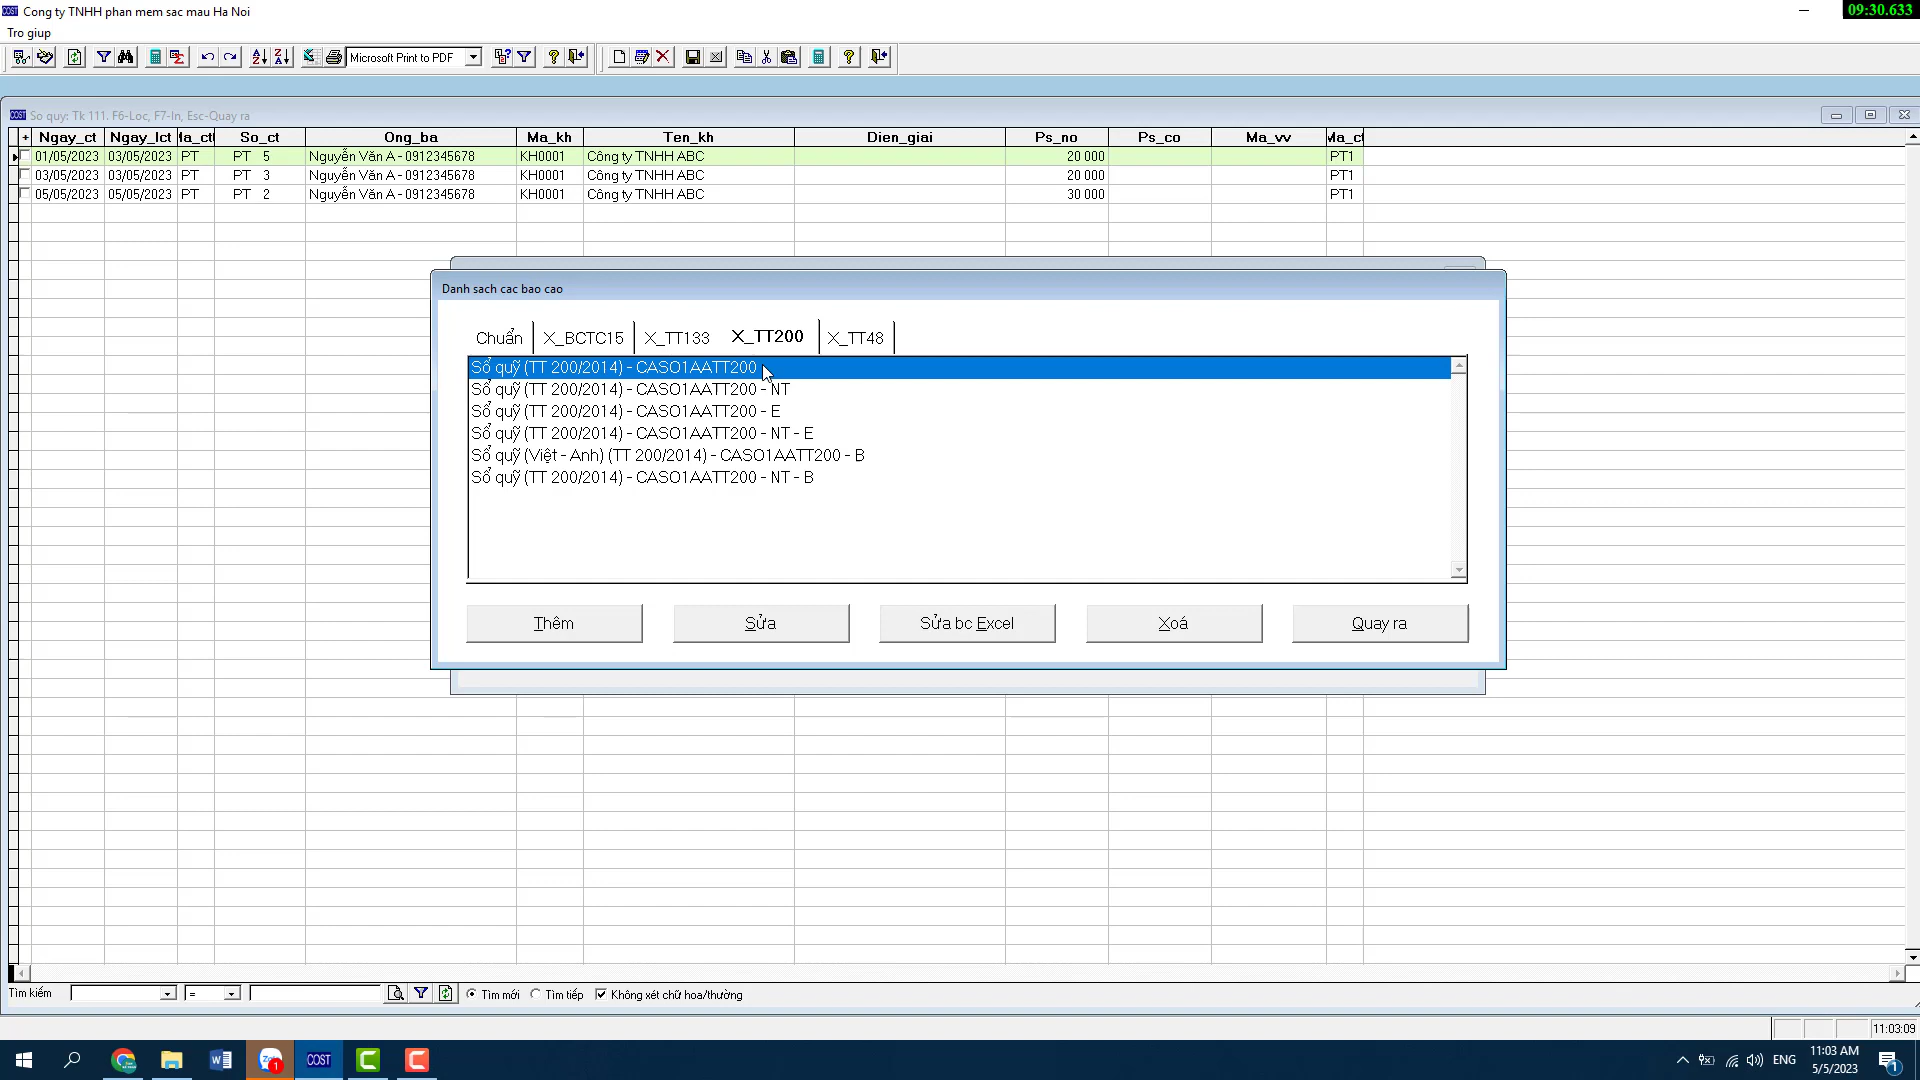 COST Cong ty TNHH phan mem sac mau Ha Noi
09:30.633
Tro giup
Microsoft Print to PDF
COST So quy: Tk 111. F6-Loc, F7-In, Esc-Quay ra
+ Ngay_ct Ngay_lct Ma_ct So_ct Ong_ba Ma_kh Ten_kh Dien_giai Ps_no Ps_co Ma_vv Ma_ct
01/05/2023 03/05/2023 PT PT 5 Nguyễn Văn A - 0912345678 KH0001 Công ty TNHH ABC 20 000 PT1
03/05/2023 03/05/2023 PT PT 3 Nguyễn Văn A - 0912345678 KH0001 Công ty TNHH ABC 20 000 PT1
05/05/2023 05/05/2023 PT PT 2 Nguyễn Văn A - 0912345678 KH0001 Công ty TNHH ABC 30 000 PT1
Danh sach cac bao cao
Chuẩn X_BCTC15 X_TT133 X_TT200 X_TT48
Sổ quỹ (TT 200/2014) - CASO1AATT200
Sổ quỹ (TT 200/2014) - CASO1AATT200 - NT
Sổ quỹ (TT 200/2014) - CASO1AATT200 - E
Sổ quỹ (TT 200/2014) - CASO1AATT200 - NT - E
Sổ quỹ (Việt - Anh) (TT 200/2014) - CASO1AATT200 - B
Sổ quỹ (TT 200/2014) - CASO1AATT200 - NT - B
Thêm Sửa Sửa bc Excel Xoá Quay ra
Tìm kiếm = Tìm mới Tìm tiếp Không xét chữ hoa/thường
11:03:09
COST
ENG
11:03 AM
5/5/2023
1
1